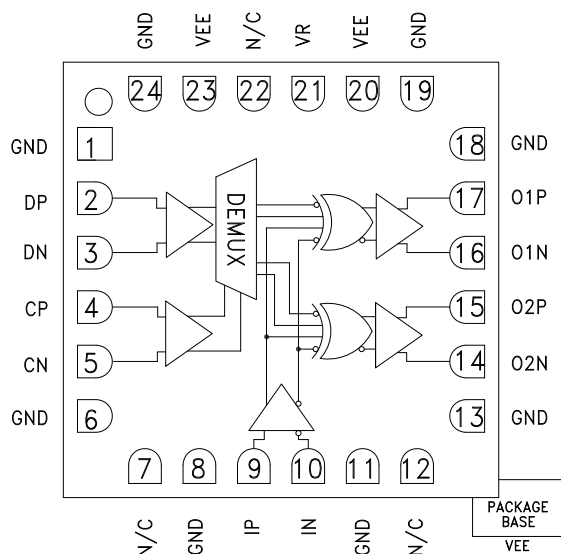 GND VEE N/C VR VEE GND
24 23 22 21 20 19
GND 1 18 GND
DP 2 17 O1P
DN 3 16 O1N
DEMUX
CP 4 15 O2P
CN 5 14 O2N
GND 6 13 GND
7 8 9 10 11 12
N/C GND IP IN GND N/C
PACKAGE
BASE
VEE